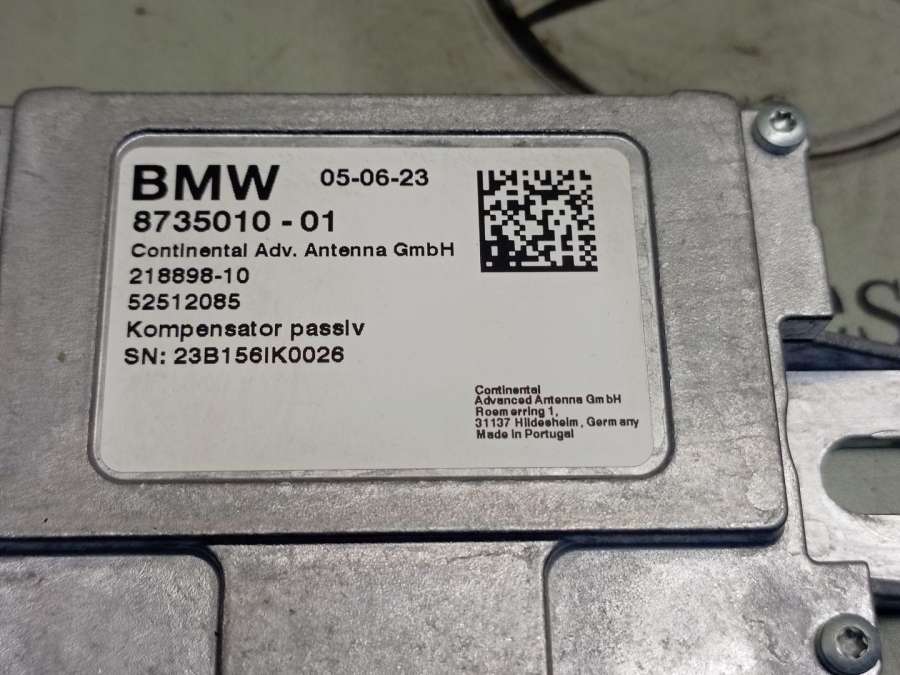 BMW 05-06-23
8735010 - 01
Continental Adv. Antenna GmbH
218898-10
52512085
Kompensator passiv
SN: 23B156IK0026
Continental
Advanced Antenna GmbH
Roemerring 1,
31137 Hildesheim, Germany
Made in Portugal